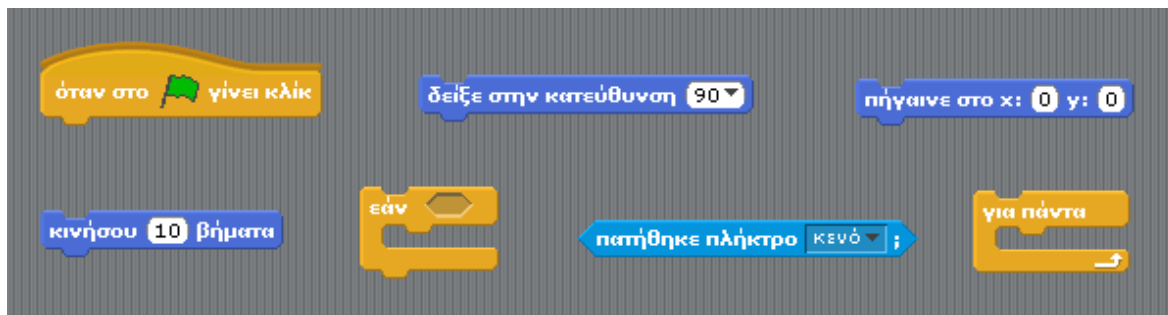 όταν στο γίνει κλίκ
δείξε στην κατεύθυνση 90
πήγαινε στο x: 0 y: 0
κινήσου 10 βήματα
εάν
πατήθηκε πλήκτρο κενό ;
για πάντα